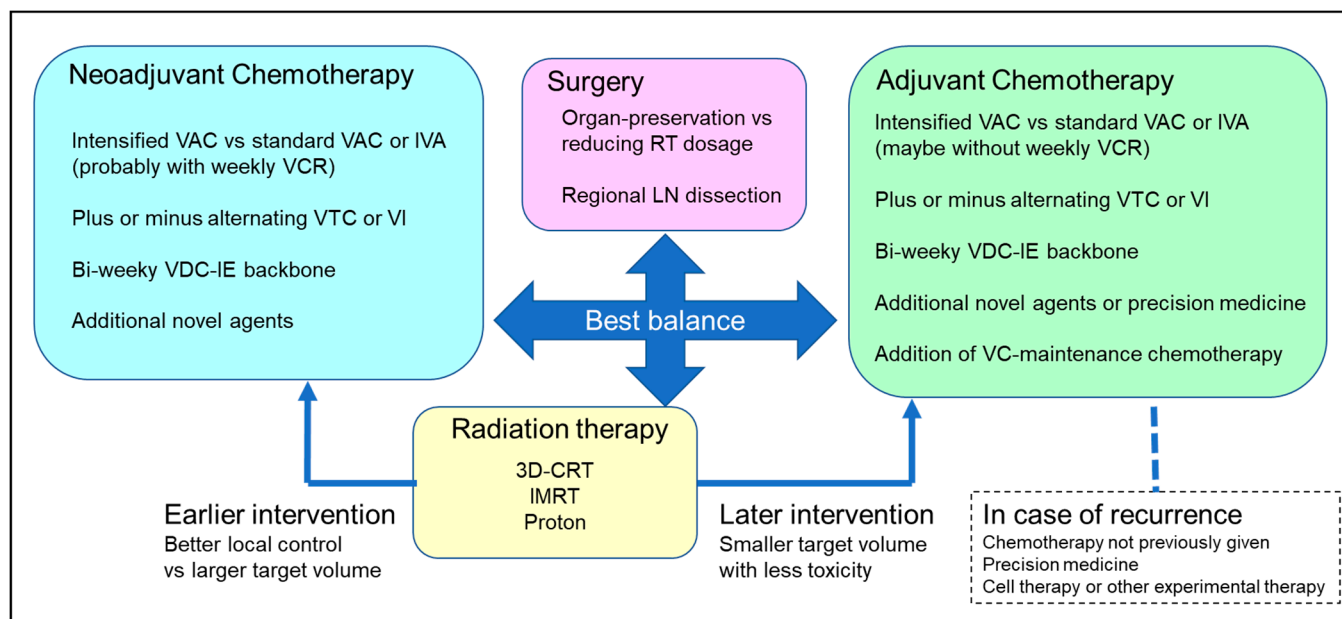 Neoadjuvant Chemotherapy
Intensified VAC vs standard VAC or IVA
(probably with weekly VCR)
Plus or minus alternating VTC or VI
Bi-weeky VDC-IE backbone
Additional novel agents
Surgery
Organ-preservation vs
reducing RT dosage
Regional LN dissection
Adjuvant Chemotherapy
Intensified VAC vs standard VAC or IVA
(maybe without weekly VCR)
Plus or minus alternating VTC or VI
Bi-weeky VDC-IE backbone
Additional novel agents or precision medicine
Addition of VC-maintenance chemotherapy
Best balance
Radiation therapy
3D-CRT
IMRT
Proton
Earlier intervention
Better local control
vs larger target volume
Later intervention
Smaller target volume
with less toxicity
In case of recurrence
Chemotherapy not previously given
Precision medicine
Cell therapy or other experimental therapy